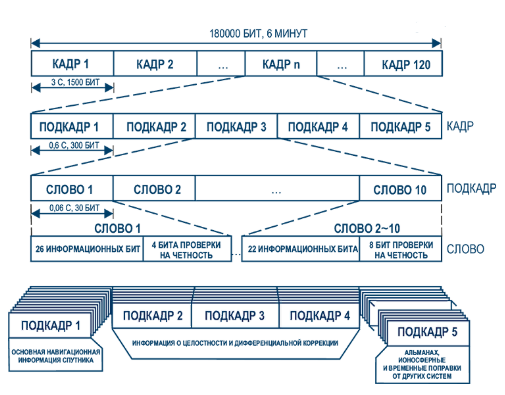 180000 БИТ, 6 МИНУТ
КАДР 1 КАДР 2 ... КАДР n ... КАДР 120
3 С, 1500 БИТ
ПОДКАДР 1 ПОДКАДР 2 ПОДКАДР 3 ПОДКАДР 4 ПОДКАДР 5 КАДР
0,6 С, 300 БИТ
СЛОВО 1 СЛОВО 2 ... СЛОВО 10 ПОДКАДР
0,06 С, 30 БИТ
СЛОВО 1 СЛОВО 2~10
26 ИНФОРМАЦИОННЫХ БИТ 4 БИТА ПРОВЕРКИ НА ЧЕТНОСТЬ ... 22 ИНФОРМАЦИОННЫХ БИТА 8 БИТ ПРОВЕРКИ НА ЧЕТНОСТЬ СЛОВО
ПОДКАДР 1 ПОДКАДР 2 ПОДКАДР 3 ПОДКАДР 4 ПОДКАДР 5
ОСНОВНАЯ НАВИГАЦИОННАЯ
ИНФОРМАЦИЯ СПУТНИКА
ИНФОРМАЦИЯ О ЦЕЛОСТНОСТИ И ДИФФЕРЕНЦИАЛЬНОЙ КОРРЕКЦИИ
АЛЬМАНАХ,
ИОНОСФЕРНЫЕ
И ВРЕМЕННЫЕ ПОПРАВКИ
ОТ ДРУГИХ СИСТЕМ